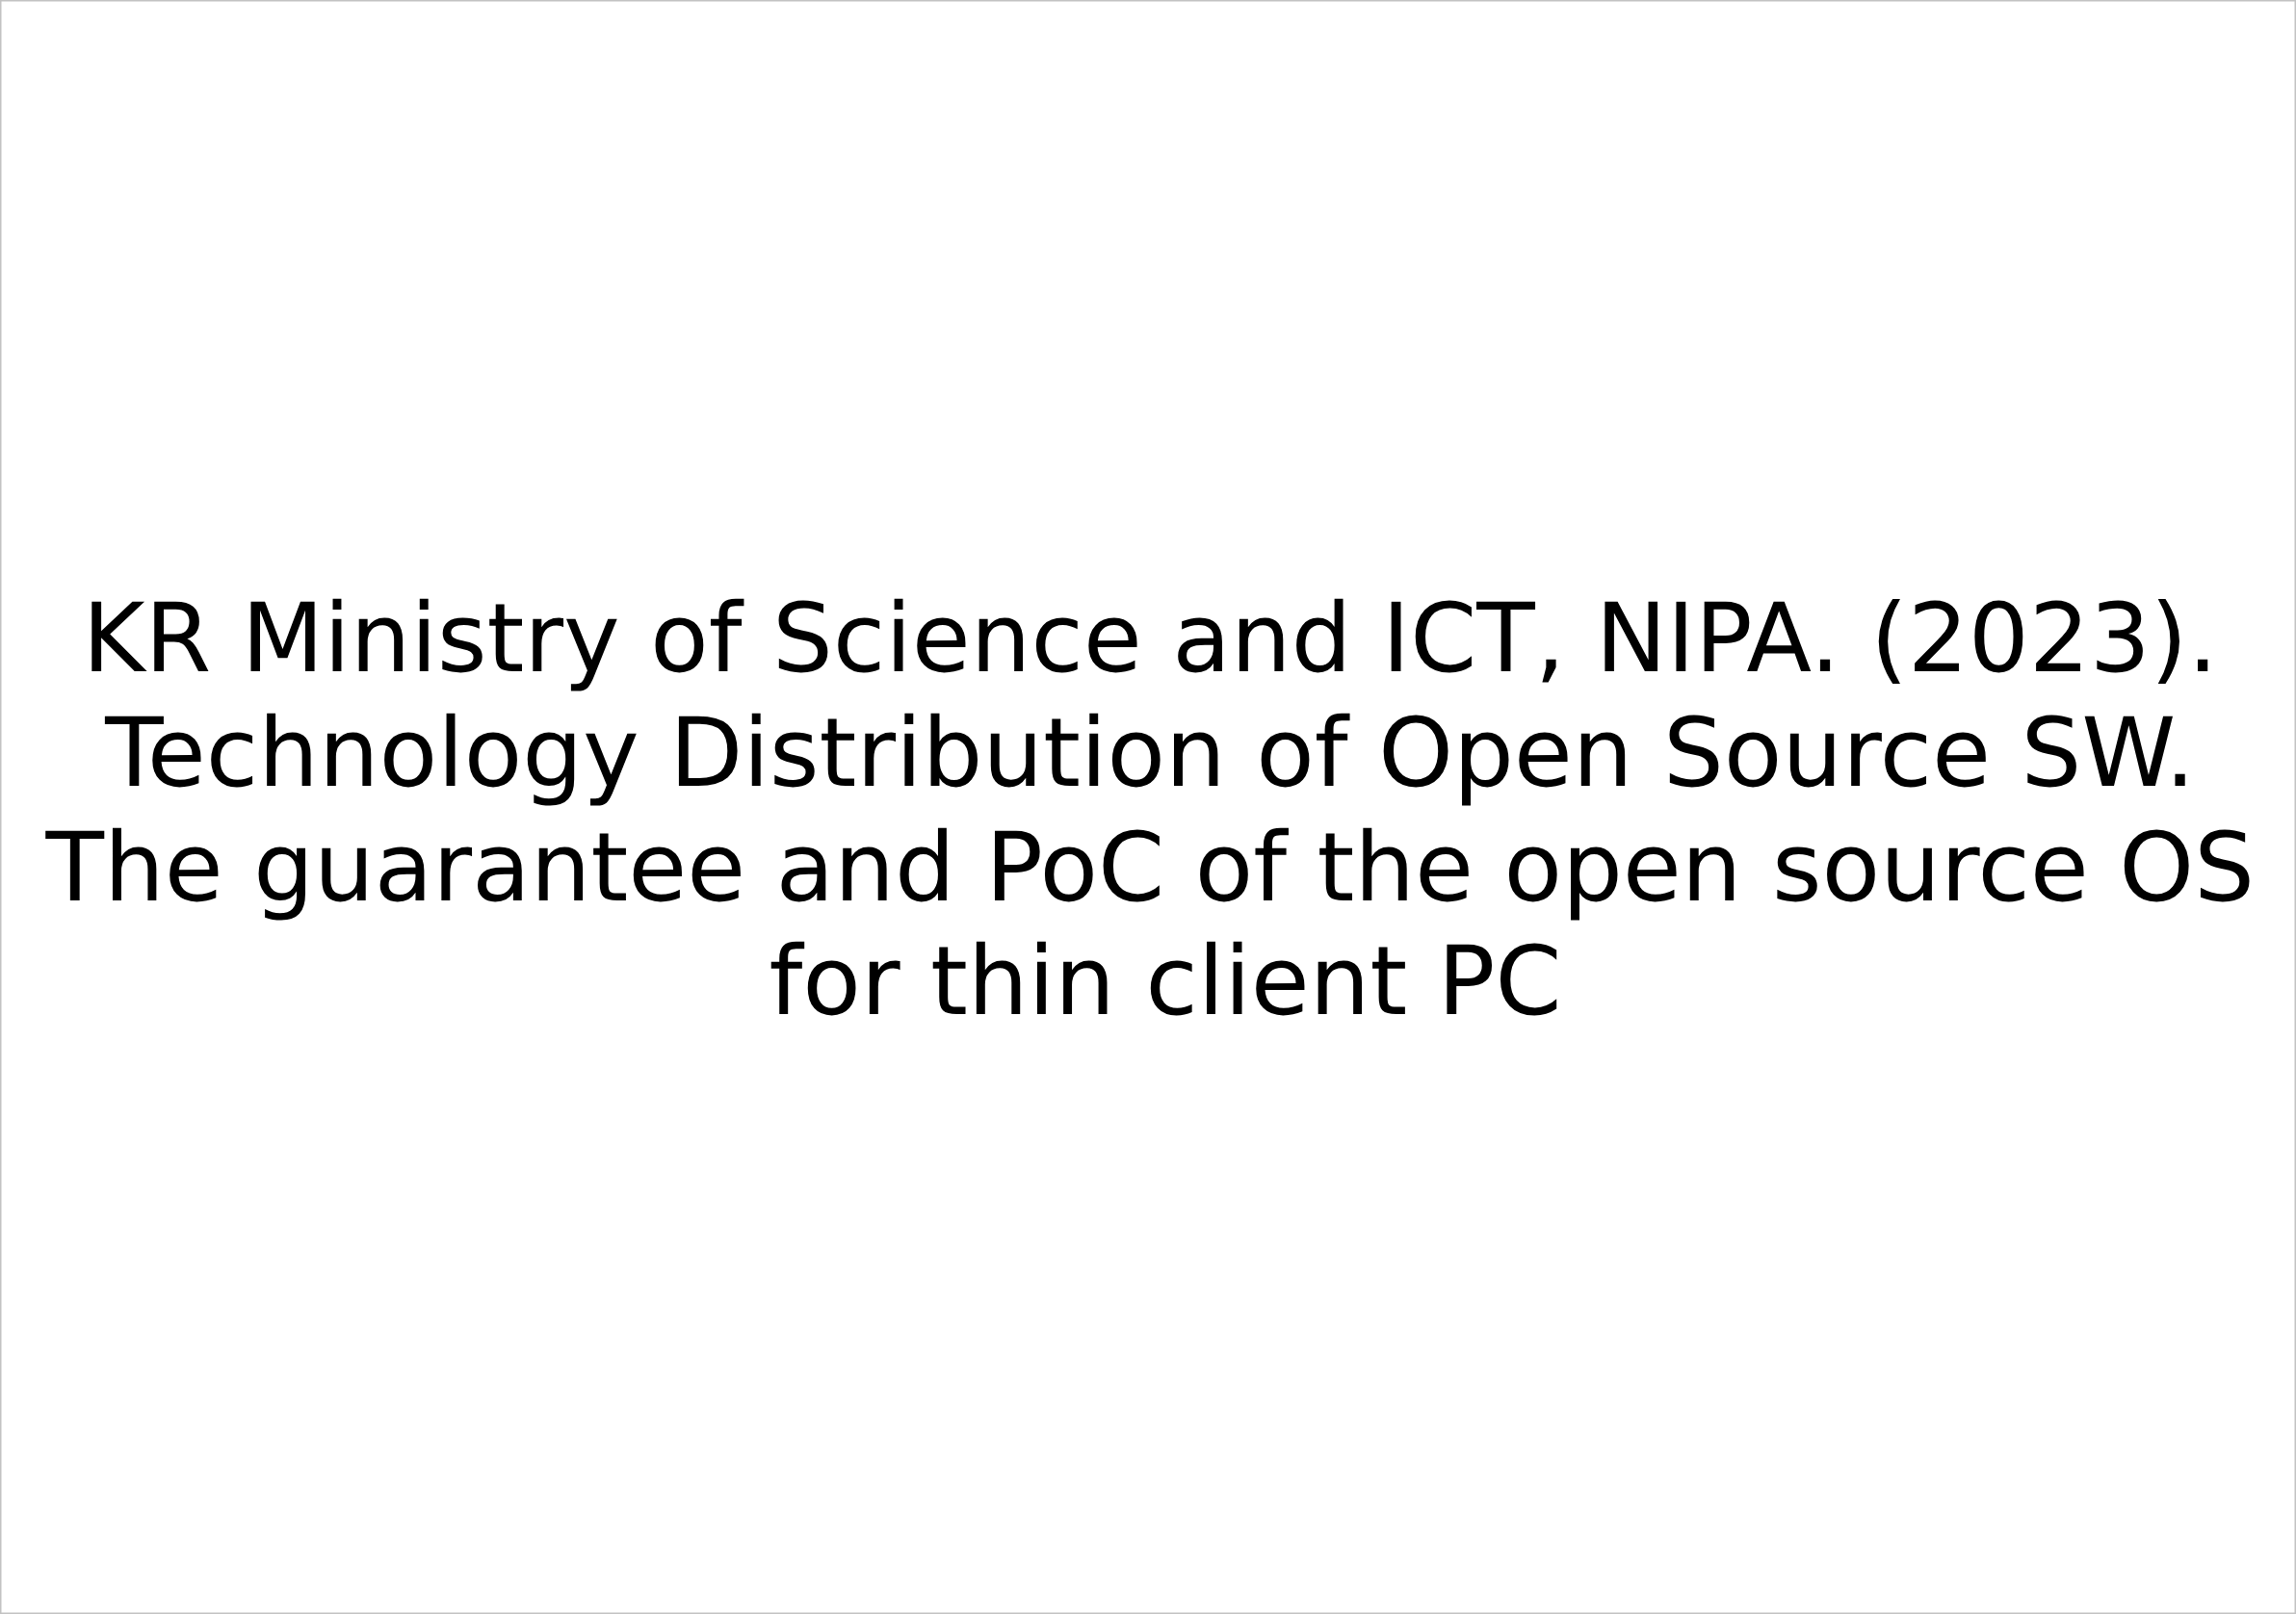 KR Ministry of Science and ICT, NIPA. (2023).
Technology Distribution of Open Source SW.
The guarantee and PoC of the open source OS
for thin client PC